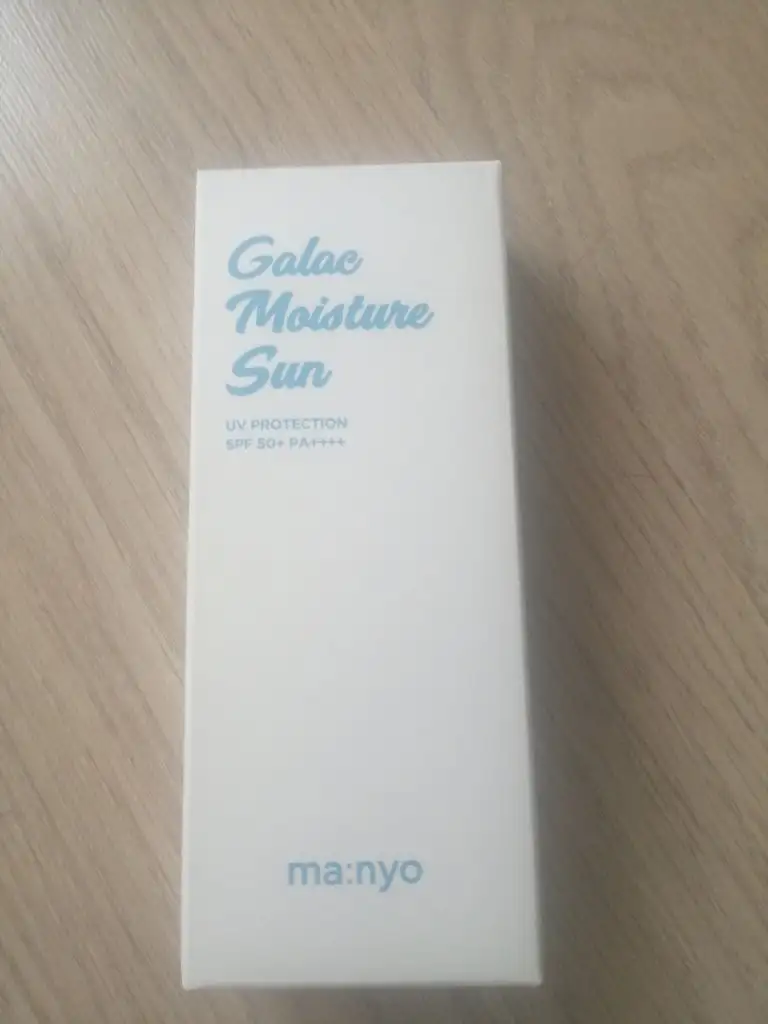 Galac
Moisture
Sun
UV PROTECTION
SPF 50+ PA++++
ma:nyo